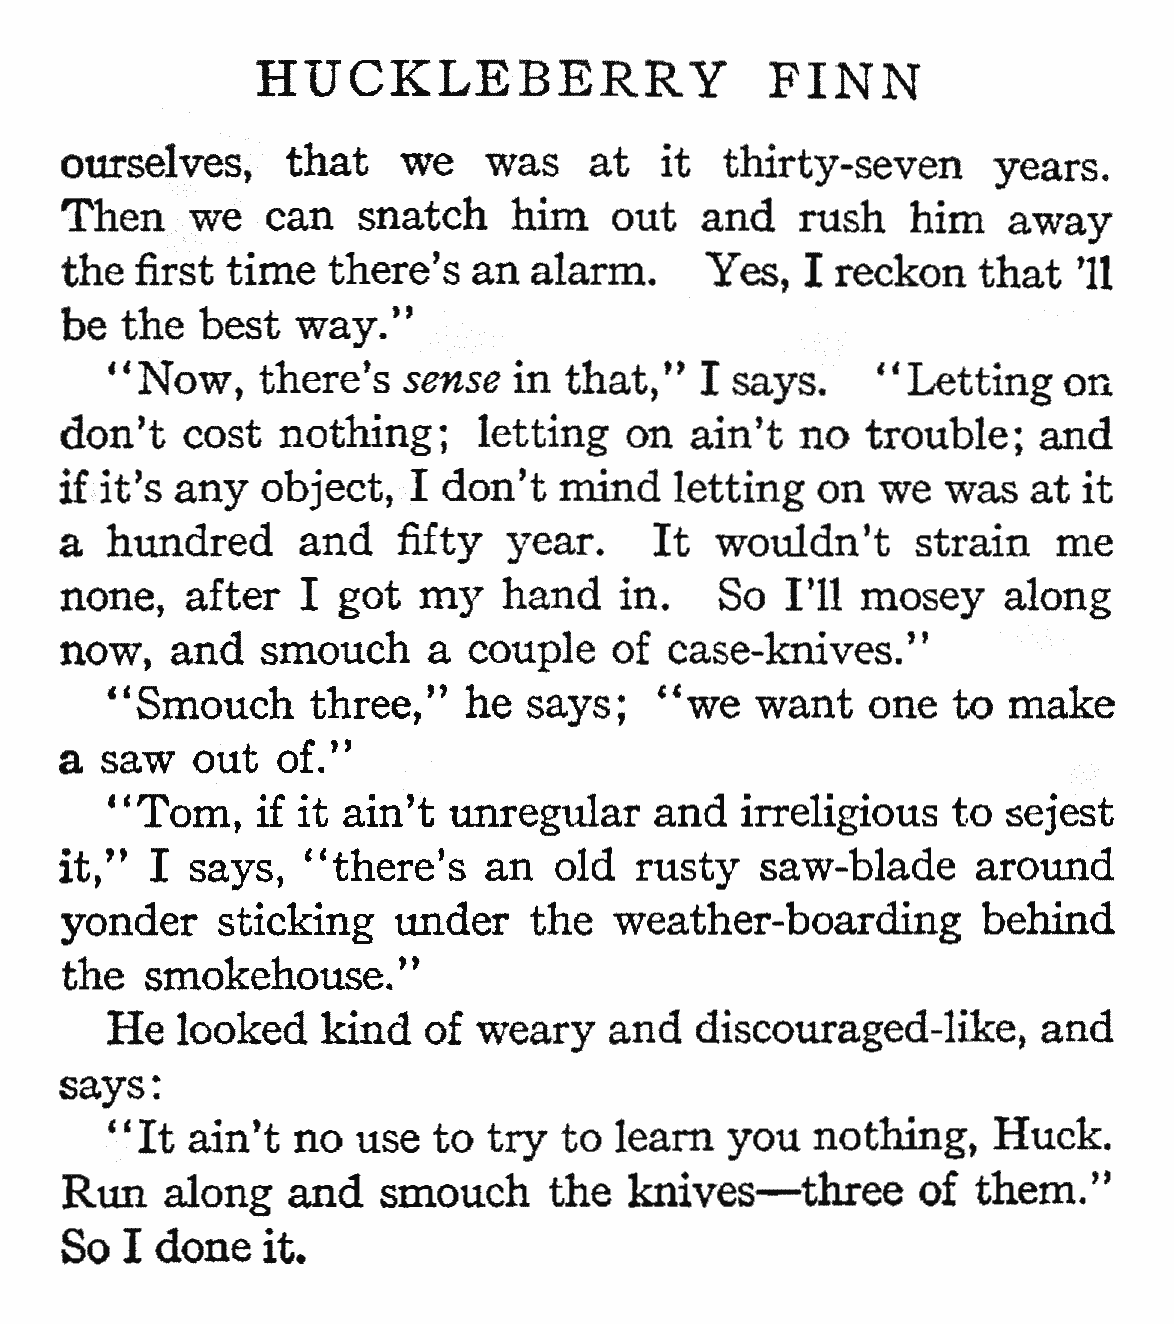 HUCKLEBERRY FINN
ourselves, that we was at it thirty-seven years.
Then we can snatch him out and rush him away
the first time there's an alarm. Yes, I reckon that 'll
be the best way."
"Now, there's sense in that," I says. "Letting on
don't cost nothing; letting on ain't no trouble; and
if it's any object, I don't mind letting on we was at it
a hundred and fifty year. It wouldn't strain me
none, after I got my hand in. So I'll mosey along
now, and smouch a couple of case-knives."
"Smouch three," he says; "we want one to make
a saw out of."
"Tom, if it ain't unregular and irreligious to sejest
it," I says, "there's an old rusty saw-blade around
yonder sticking under the weather-boarding behind
the smokehouse."
He looked kind of weary and discouraged-like, and
says:
"It ain't no use to try to learn you nothing, Huck.
Run along and smouch the knives—three of them."
So I done it.